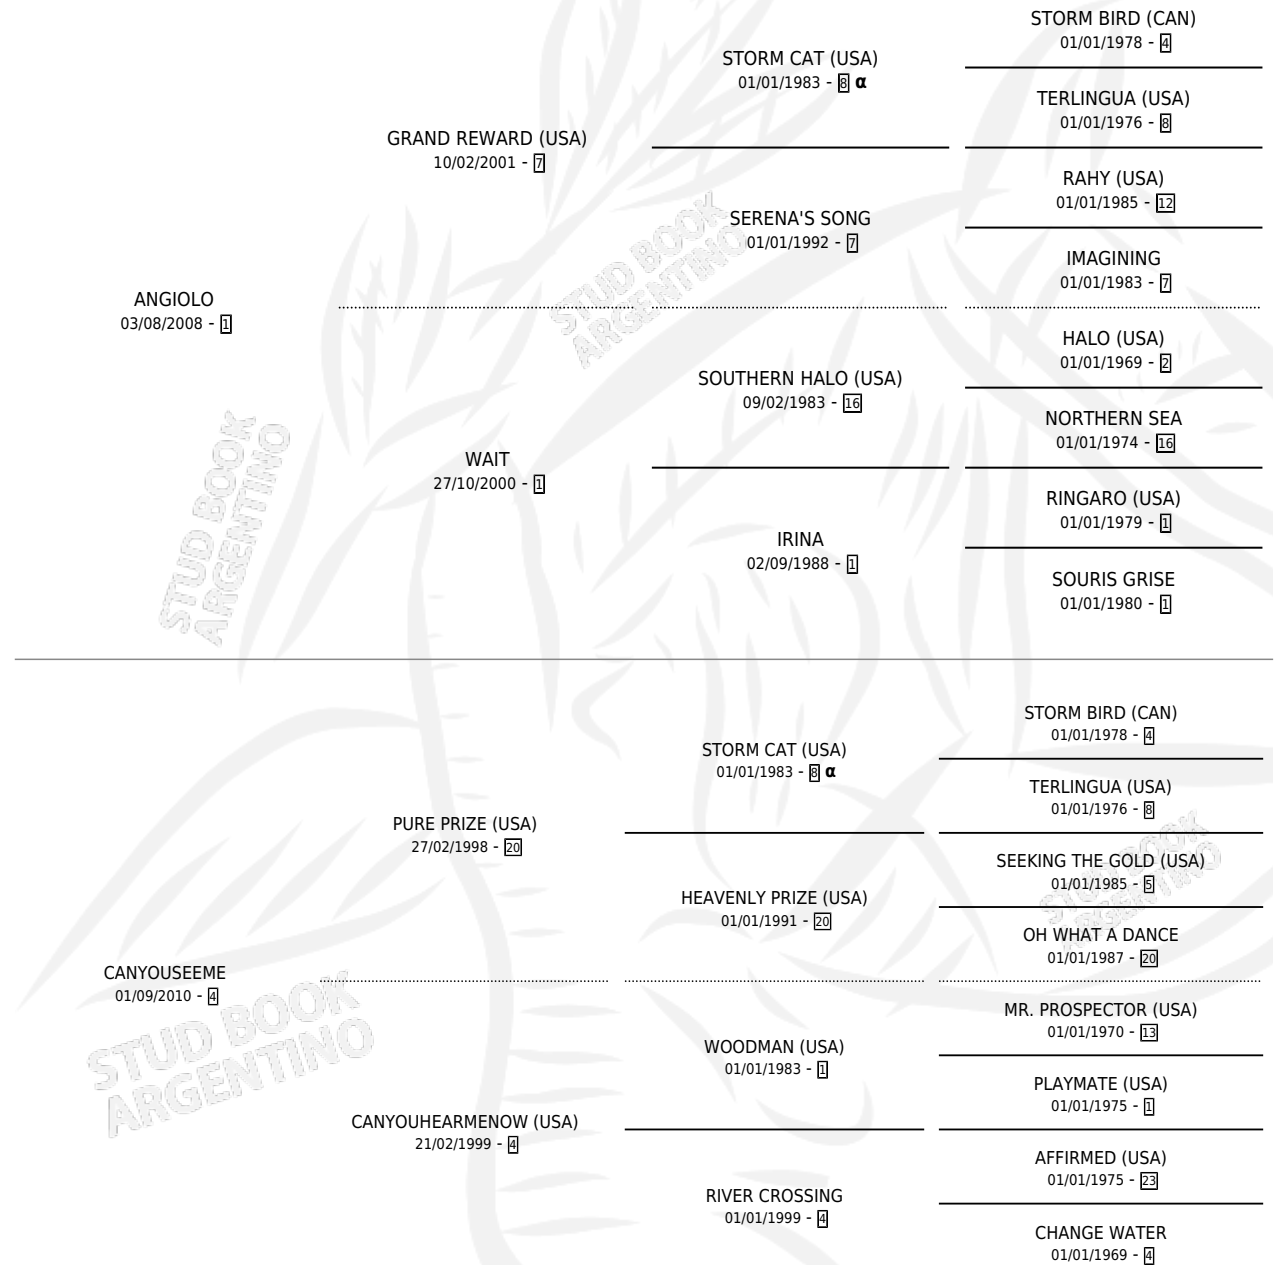 STORM BIRD (CAN)
01/01/1978 - 4
STORM CAT (USA)
01/01/1983 - 8 α
TERLINGUA (USA)
01/01/1976 - 8
GRAND REWARD (USA)
10/02/2001 - 7
RAHY (USA)
01/01/1985 - 12
SERENA'S SONG
01/01/1992 - 7
IMAGINING
01/01/1983 - 7
ANGIOLO
03/08/2008 - 1
HALO (USA)
01/01/1969 - 2
SOUTHERN HALO (USA)
09/02/1983 - 16
NORTHERN SEA
01/01/1974 - 16
WAIT
27/10/2000 - 1
RINGARO (USA)
01/01/1979 - 1
IRINA
02/09/1988 - 1
SOURIS GRISE
01/01/1980 - 1
STUD BOOK
ARGENTINO
STUD BOOK
ARGENTINO
STORM BIRD (CAN)
01/01/1978 - 4
STORM CAT (USA)
01/01/1983 - 8 α
TERLINGUA (USA)
01/01/1976 - 8
PURE PRIZE (USA)
27/02/1998 - 20
SEEKING THE GOLD (USA)
01/01/1985 - 5
HEAVENLY PRIZE (USA)
01/01/1991 - 20
OH WHAT A DANCE
01/01/1987 - 20
CANYOUSEEME
01/09/2010 - 4
MR. PROSPECTOR (USA)
01/01/1970 - 13
WOODMAN (USA)
01/01/1983 - 1
PLAYMATE (USA)
01/01/1975 - 1
CANYOUHEARMENOW (USA)
21/02/1999 - 4
AFFIRMED (USA)
01/01/1975 - 23
RIVER CROSSING
01/01/1999 - 4
CHANGE WATER
01/01/1969 - 4
STUD BOOK
ARGENTINO
STUD BOOK
ARGENTINO